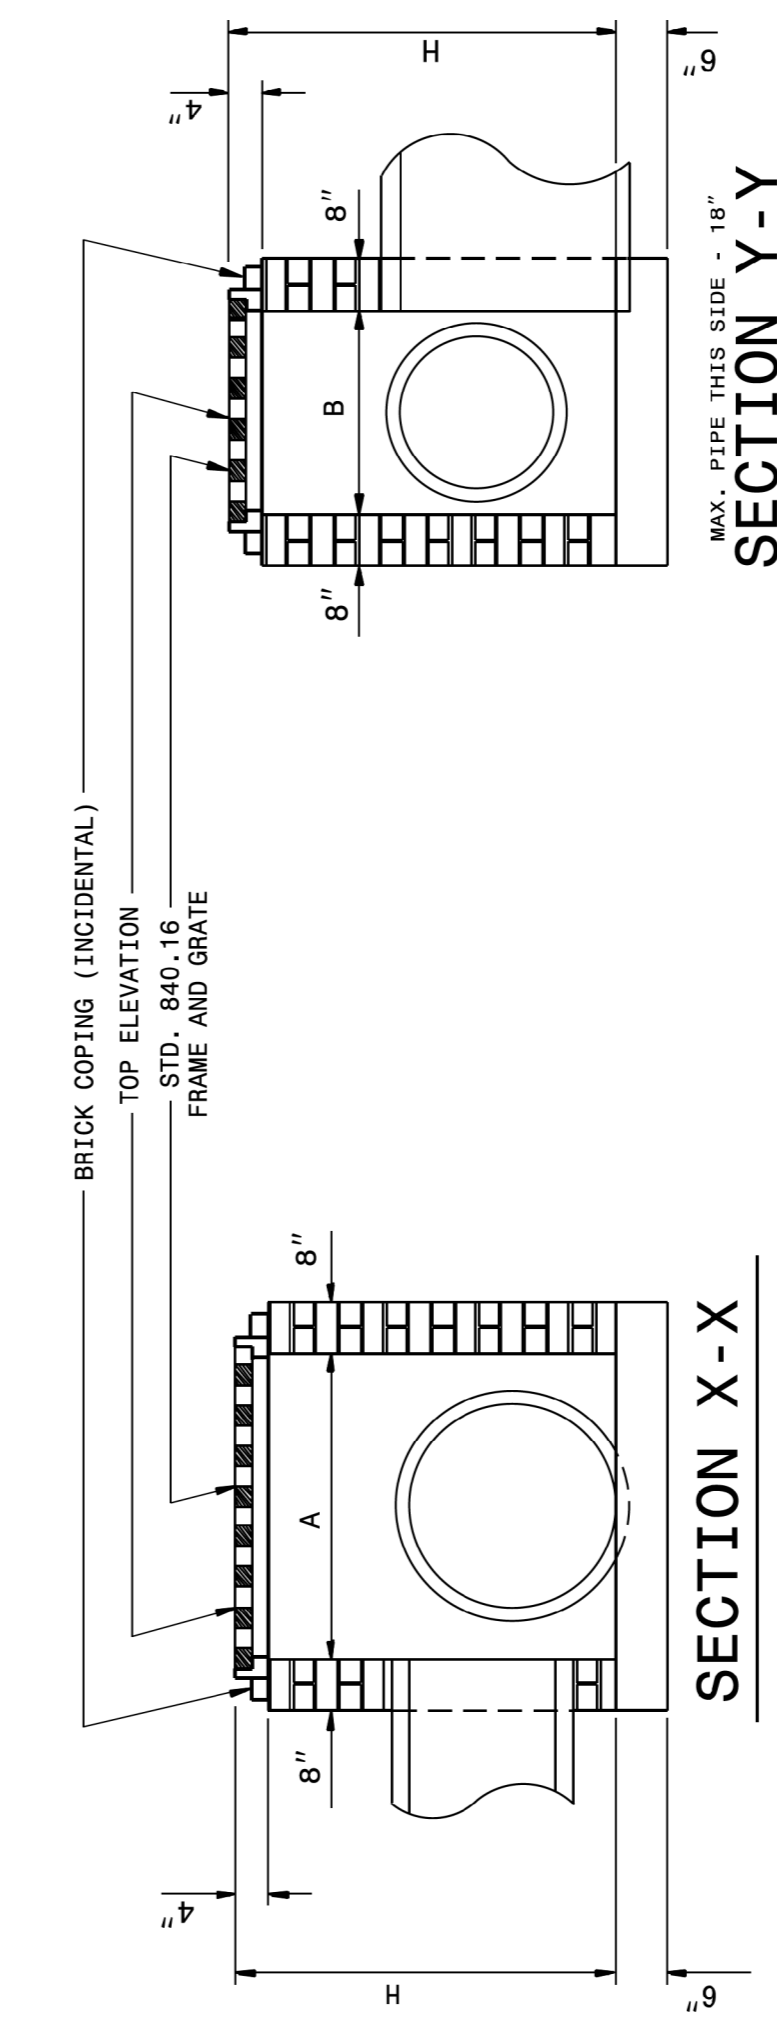 BRICK COPING (INCIDENTAL)
TOP ELEVATION
STD. 840.16
FRAME AND GRATE
4"
H
6"
8"
A
8"
SECTION X-X
4"
H
6"
8"
B
8"
MAX. PIPE THIS SIDE - 18"
SECTION Y-Y